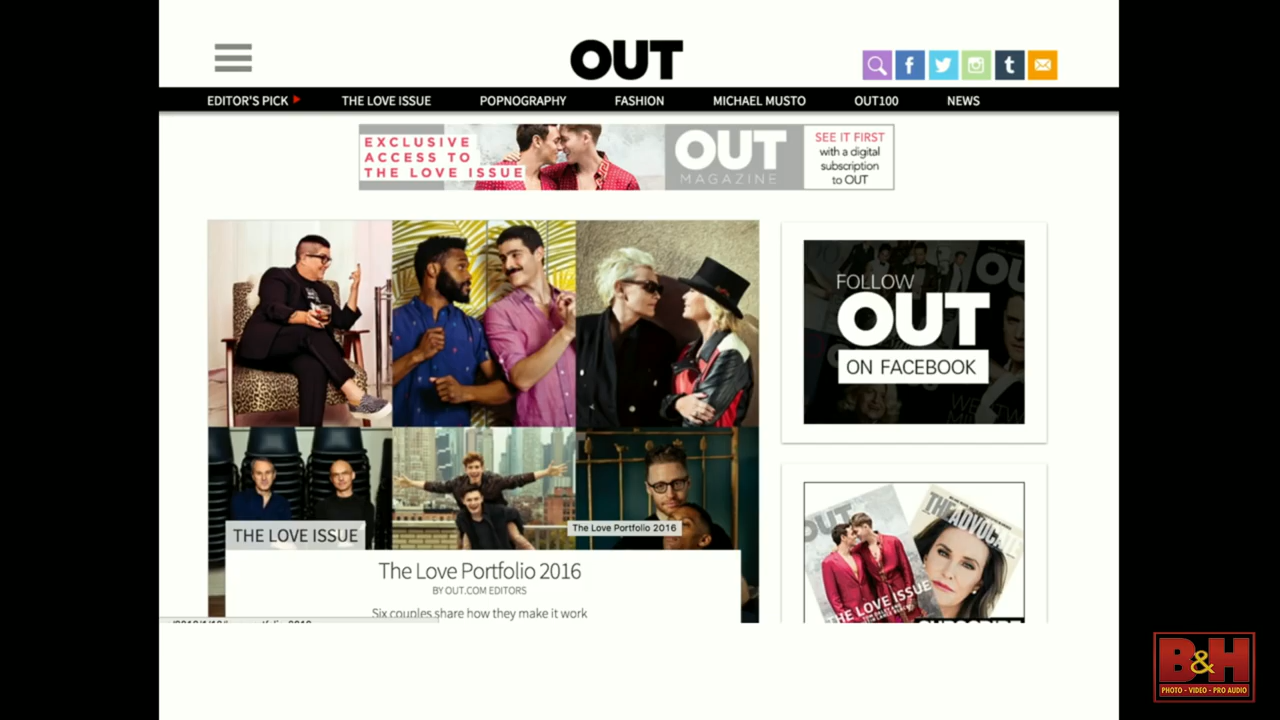 OUT
EDITOR'S PICK
THE LOVE ISSUE
POPNOGRAPHY
FASHION
MICHAEL MUSTO
OUT100
NEWS
EXCLUSIVE
ACCESS TO
THE LOVE ISSUE
OUT
MAGAZINE
SEE IT FIRST
with a digital
subscription
to OUT
FOLLOW
OUT
ON FACEBOOK
The Love Portfolio 2016
THE LOVE ISSUE
The Love Portfolio 2016
BY OUT.COM EDITORS
Six couples share how they make it work
OUT
THE LOVE ISSUE
THE ADVOCATE
SUBSCRIBE
B&H
PHOTO - VIDEO - PRO AUDIO